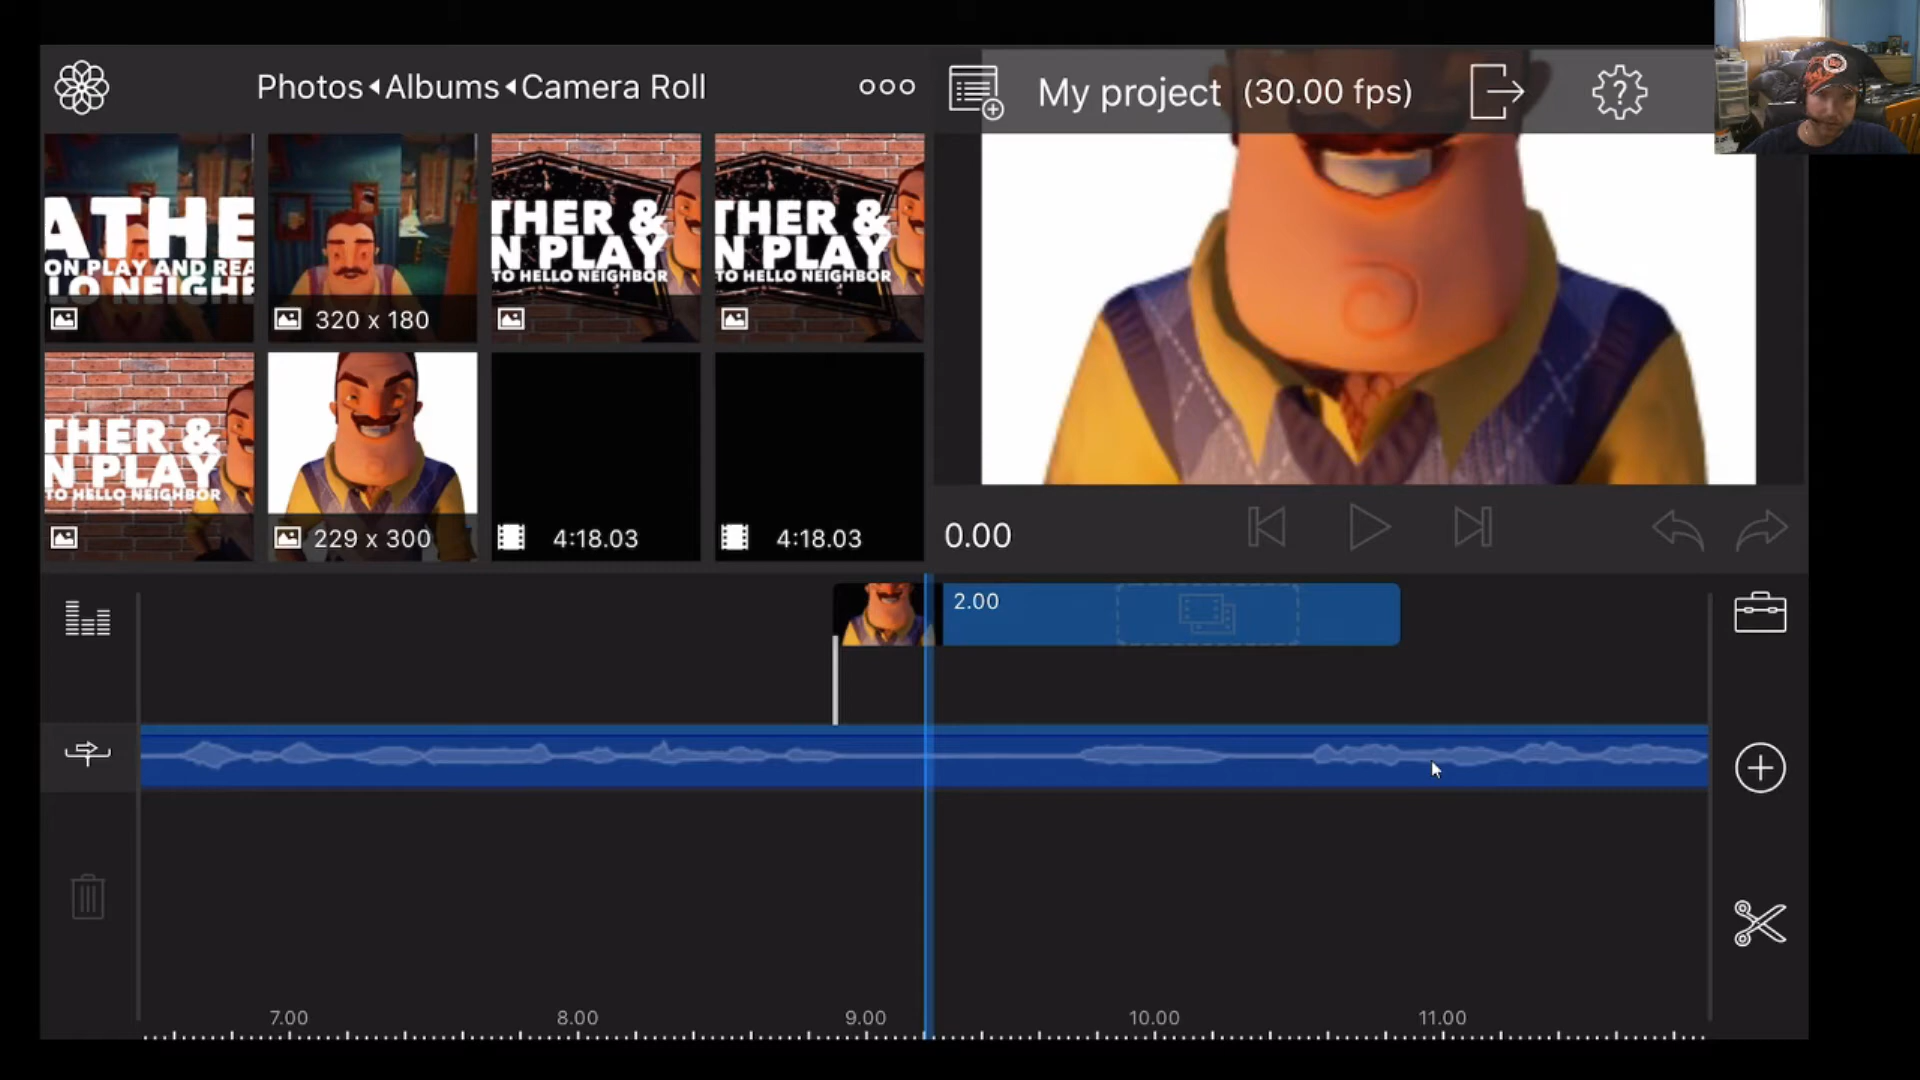 Photos Albums Camera Roll
My project (30.00 fps)
ATHE
ON PLAY AND REA
LO NEIGHB
320 x 180
THER &
N PLAY
TO HELLO NEIGHBOR
THER &
N PLAY
TO HELLO NEIGHBOR
THER &
N PLAY
TO HELLO NEIGHBOR
229 x 300
4:18.03
4:18.03
0.00
2.00
7.00
8.00
9.00
10.00
11.00